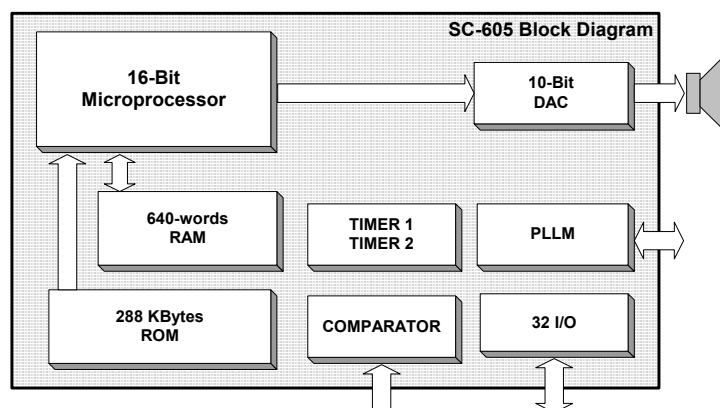 SC-605 Block Diagram
16-Bit
Microprocessor
10-Bit
DAC
640-words
RAM
TIMER 1
TIMER 2
PLLM
288 KBytes
ROM
COMPARATOR
32 I/O